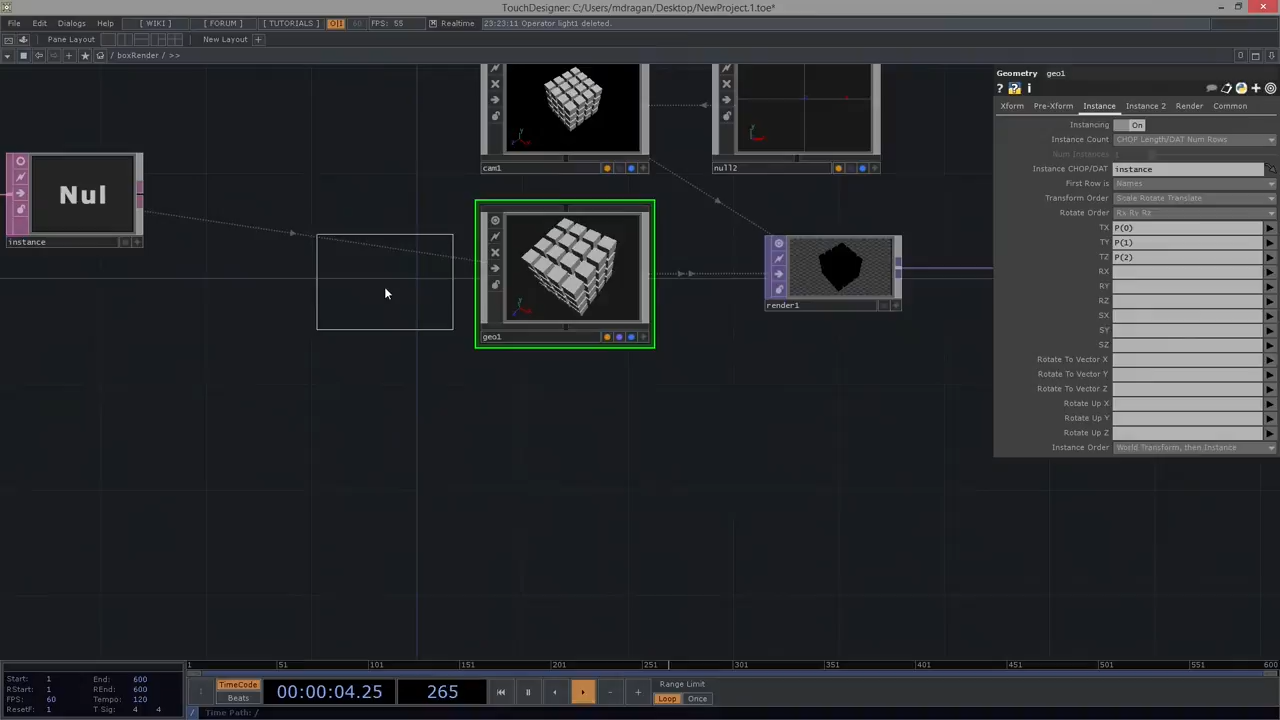 TouchDesigner: C:/Users/mdragan/Desktop/NewProject.1.toe*
File Edit Dialogs Help [ WIKI ] [ FORUM ] [ TUTORIALS ] O|1 60 FPS: 55 Realtime 23:23:11 Operator light1 deleted.
Pane Layout New Layout +
/ boxRender / >>
Geometry geo1
Xform Pre-Xform Instance Instance 2 Render Common
Instancing On
Instance Count CHOP Length/DAT Num Rows
Num Instances
Instance CHOP/DAT instance
First Row is Names
Transform Order Scale Rotate Translate
Rotate Order Rx Ry Rz
TX P(0)
TY P(1)
TZ P(2)
RX
RY
RZ
SX
SY
SZ
Rotate To Vector X
Rotate To Vector Y
Rotate To Vector Z
Rotate Up X
Rotate Up Y
Rotate Up Z
Instance Order World Transform, then Instance
cam1
null2
Nul
instance
geo1
render1
1 51 101 151 201 251 301 351 401 451 501 551 600
Start: 1 End: 600
RStart: 1 REnd: 600
FPS: 60 Tempo: 120
ResetF: 1 T Sig: 4 4
TimeCode
Beats
00:00:04.25
265
Range Limit
Loop Once
/ Time Path: /